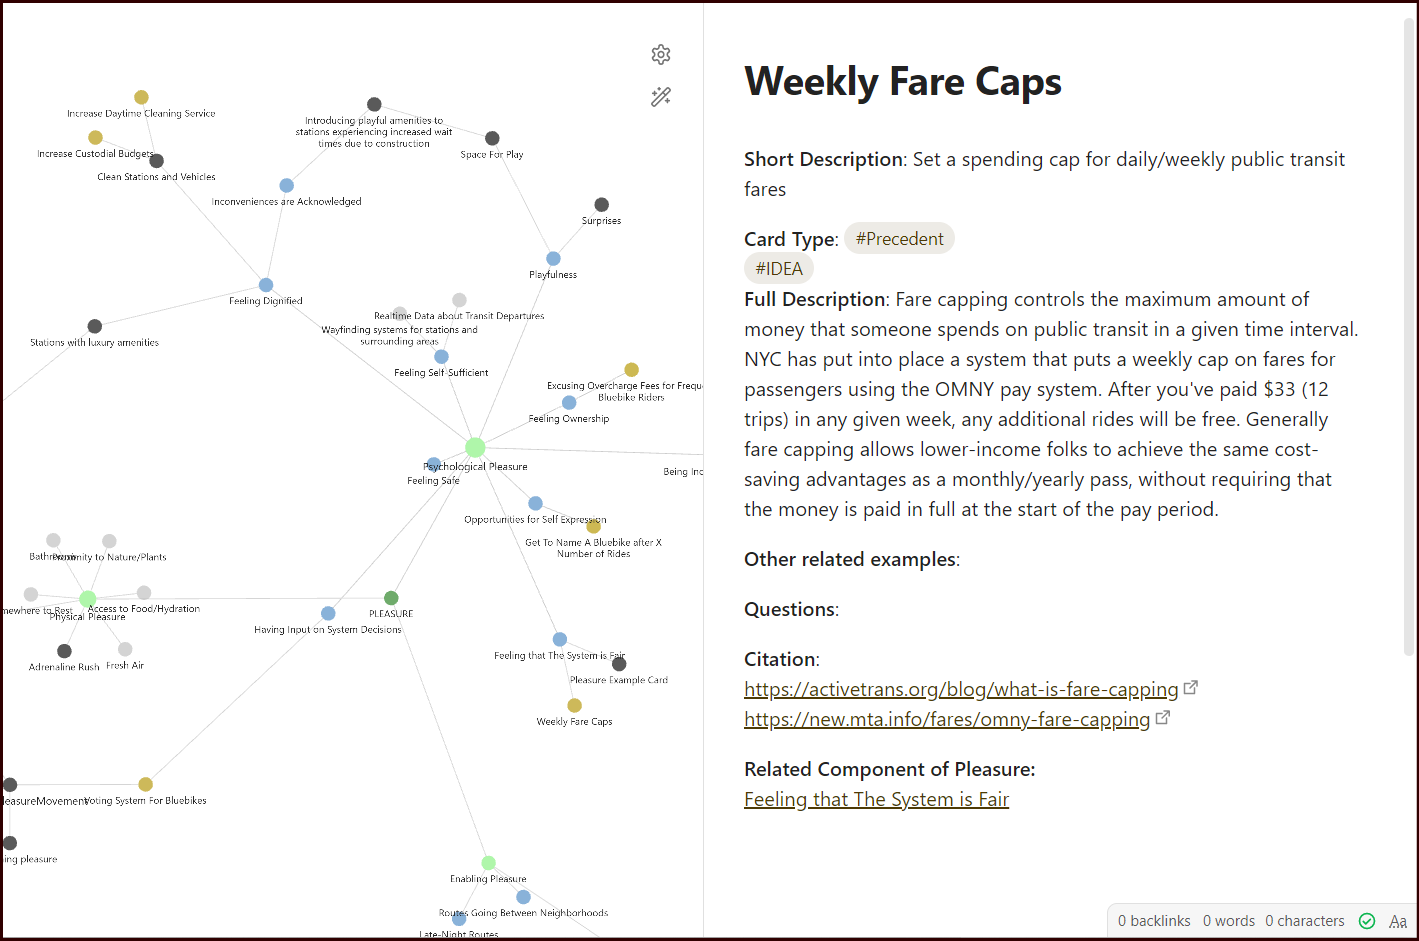 Increase Daytime Cleaning Service
Increase Custodial Budgets
Clean Stations and Vehicles
Introducing playful amenities to
stations experiencing increased wait
times due to construction
Space For Play
Inconveniences are Acknowledged
Surprises
Playfulness
Feeling Dignified
Realtime Data about Transit Departures
Wayfinding systems for stations and
surrounding areas
Stations with luxury amenities
Feeling Self-Sufficient
Excusing Overcharge Fees for Freque
Bluebike Riders
Feeling Ownership
Psychological Pleasure
Being Inc
Feeling Safe
Opportunities for Self Expression
Get To Name A Bluebike after X
Number of Rides
Proximity to Nature/Plants
mewhere to Rest
Access to Food/Hydration
Physical Pleasure
PLEASURE
Having Input on System Decisions
Adrenaline Rush
Fresh Air
Feeling that The System is Fair
Pleasure Example Card
Weekly Fare Caps
leasureMovement
Voting System For Bluebikes
ing pleasure
Enabling Pleasure
Routes Going Between Neighborhoods
Late-Night Routes
Weekly Fare Caps
Short Description: Set a spending cap for daily/weekly public transit
fares
Card Type: #Precedent
#IDEA
Full Description: Fare capping controls the maximum amount of
money that someone spends on public transit in a given time interval.
NYC has put into place a system that puts a weekly cap on fares for
passengers using the OMNY pay system. After you've paid $33 (12
trips) in any given week, any additional rides will be free. Generally
fare capping allows lower-income folks to achieve the same cost-
saving advantages as a monthly/yearly pass, without requiring that
the money is paid in full at the start of the pay period.
Other related examples:
Questions:
Citation:
https://activetrans.org/blog/what-is-fare-capping
https://new.mta.info/fares/omny-fare-capping
Related Component of Pleasure:
Feeling that The System is Fair
0 backlinks 0 words 0 characters Aa